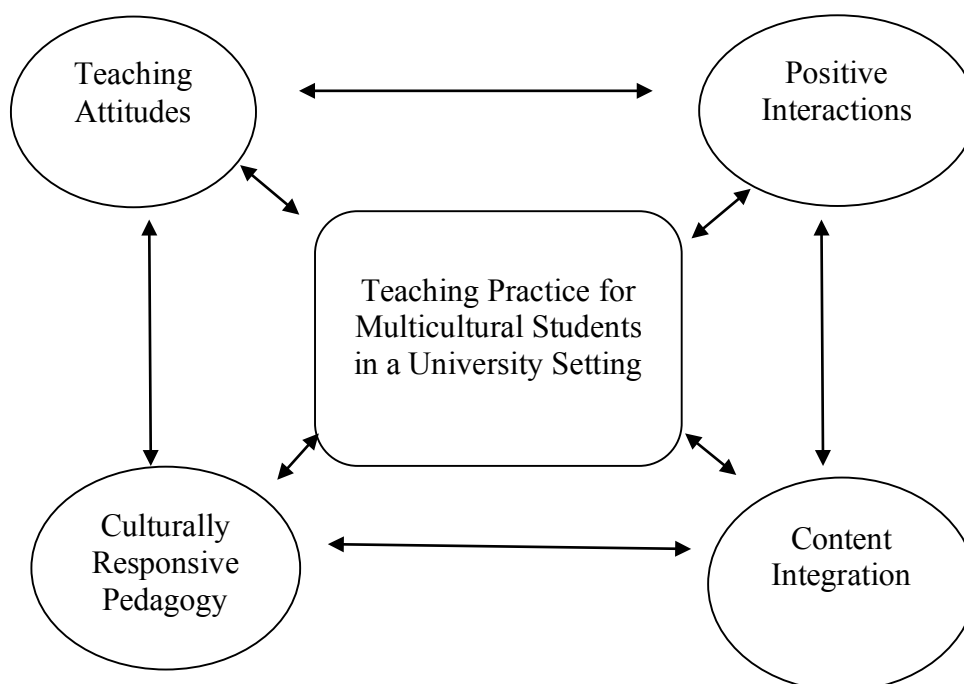 Teaching
Attitudes
Positive
Interactions
Teaching Practice for
Multicultural Students
in a University Setting
Culturally
Responsive
Pedagogy
Content
Integration